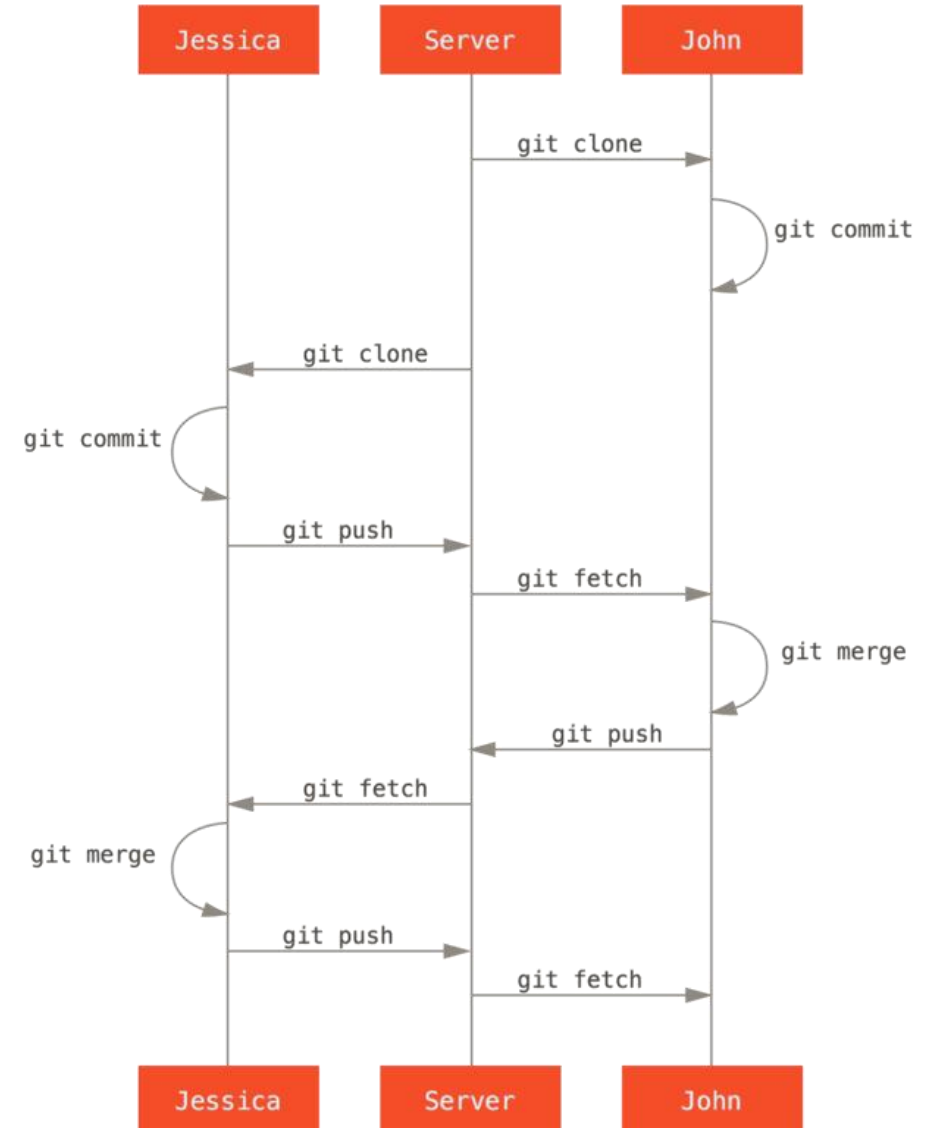 Jessica
Server
John
git clone
git commit
git clone
git commit
git push
git fetch
git merge
git push
git fetch
git merge
git push
git fetch
Jessica
Server
John